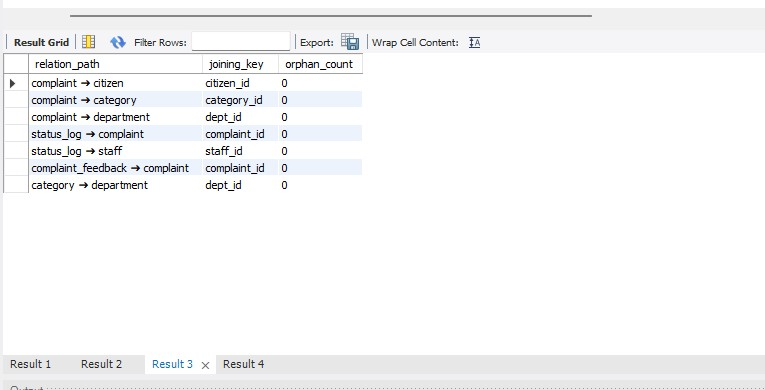 Result Grid Filter Rows: Export: Wrap Cell Content:
relation_path joining_key orphan_count
complaint ➔ citizen citizen_id 0
complaint ➔ category category_id 0
complaint ➔ department dept_id 0
status_log ➔ complaint complaint_id 0
status_log ➔ staff staff_id 0
complaint_feedback ➔ complaint complaint_id 0
category ➔ department dept_id 0
Result 1 Result 2 Result 3 Result 4
Output